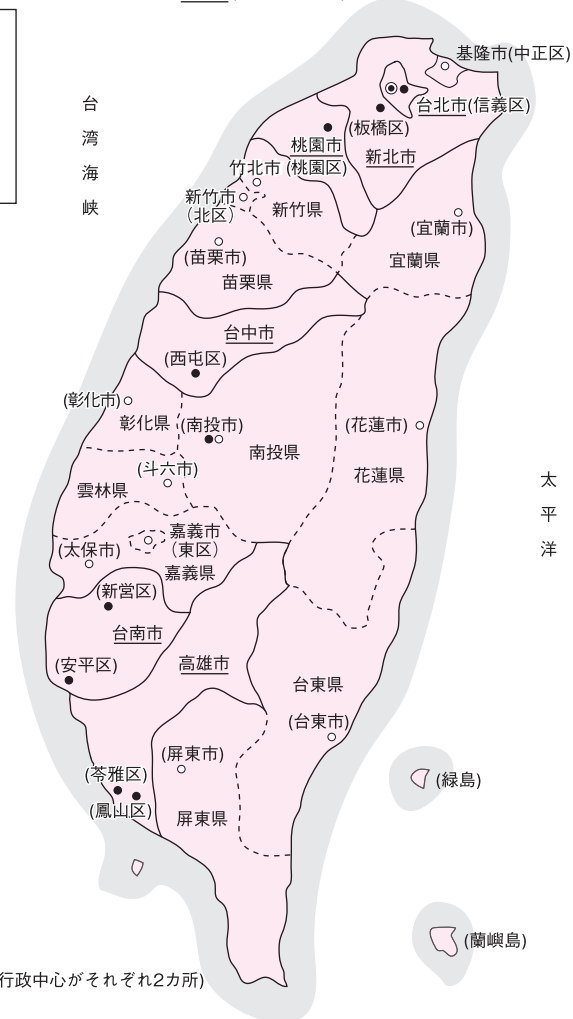 基隆市(中正区)
台北市(信義区)
(板橋区)
新北市
桃園市
(桃園区)
竹北市
新竹市
(北区)
新竹県
(宜蘭市)
宜蘭県
(苗栗市)
苗栗県
台中市
(西屯区)
(彰化市)
彰化県
(南投市)
南投県
(花蓮市)
花蓮県
(斗六市)
雲林県
嘉義市
(東区)
(太保市)
嘉義県
(新営区)
台南市
(安平区)
高雄市
台東県
(台東市)
(屏東市)
屏東県
(苓雅区)
(鳳山区)
(緑島)
(蘭嶼島)
台湾海峡
太平洋
行政中心がそれぞれ2カ所)